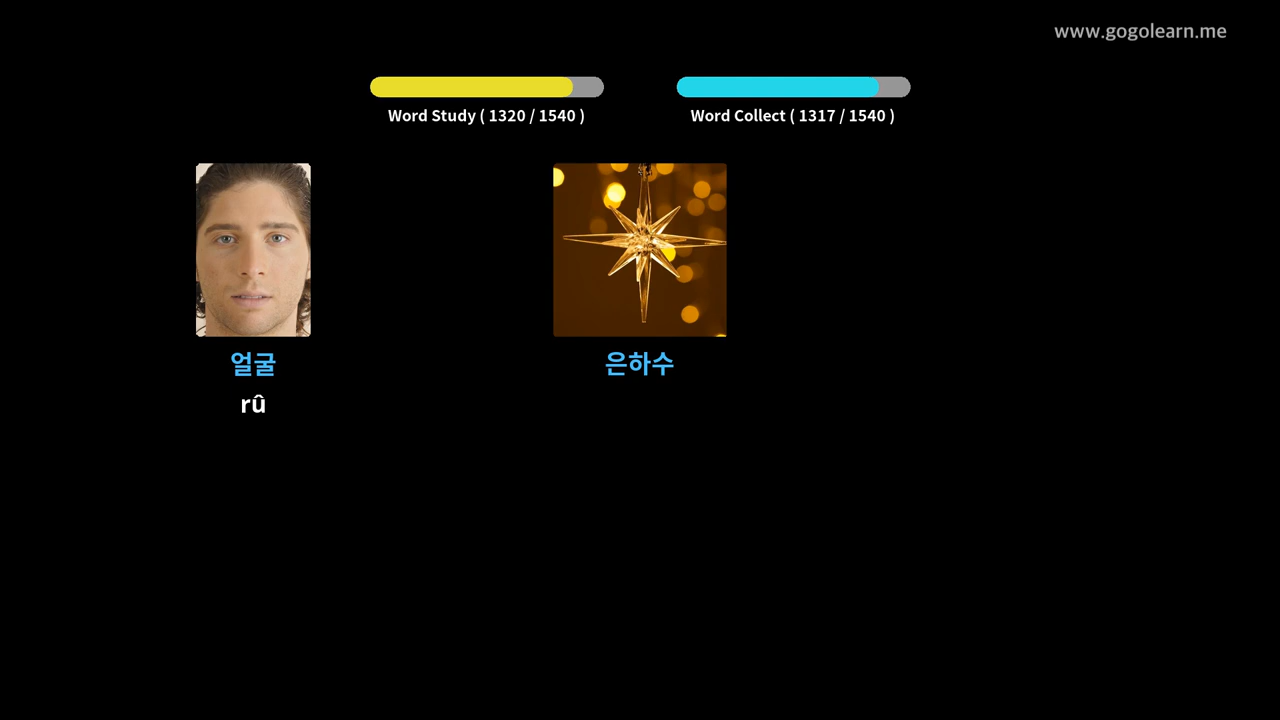 www.gogolearn.me
Word Study ( 1320 / 1540 )
Word Collect ( 1317 / 1540 )
얼굴
은하수
rû